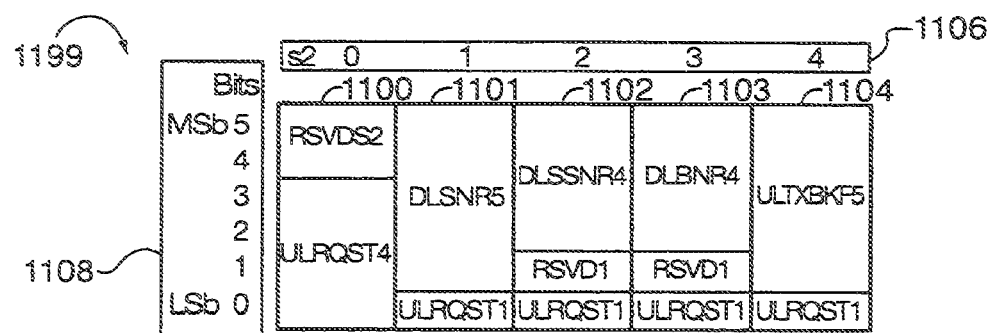 1199
1106
s2 0 1 2 3 4
Bits
1100 1101 1102 1103 1104
MSb 5
4
3
2
1
LSb 0
1108
RSVDS2
ULRQST4
DLSNR5
ULRQST1
DLSSNR4
RSVD1
ULRQST1
DLBNR4
RSVD1
ULRQST1
ULTXBKF5
ULRQST1